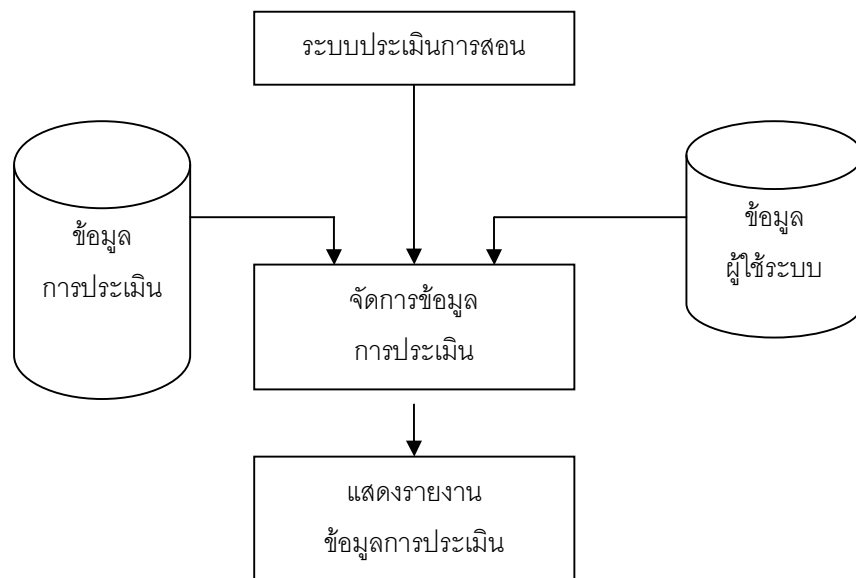 ระบบประเมินการสอน
ข้อมูล
การประเมิน
ข้อมูล
ผู้ใช้ระบบ
จัดการข้อมูล
การประเมิน
แสดงรายงาน
ข้อมูลการประเมิน